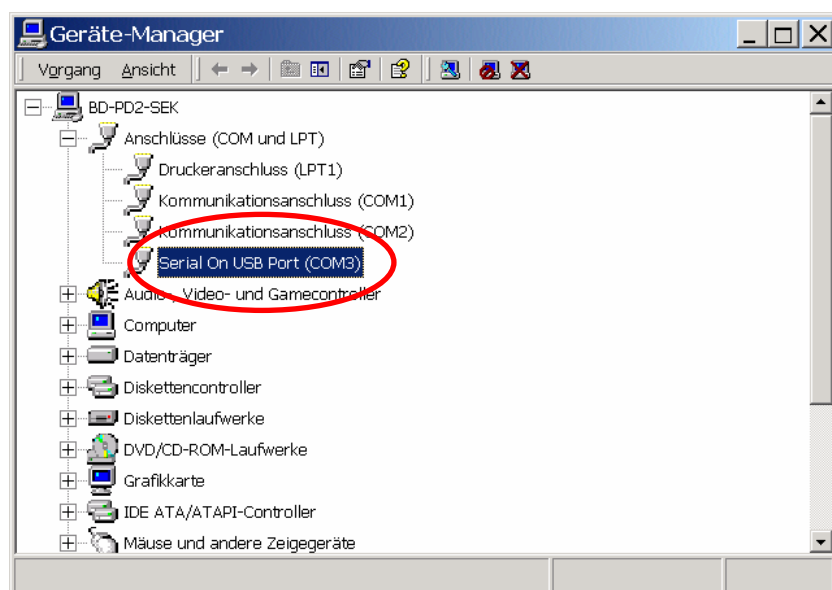 Geräte-Manager
Vorgang Ansicht
BD-PD2-SEK
Anschlüsse (COM und LPT)
Druckeranschluss (LPT1)
Kommunikationsanschluss (COM1)
Kommunikationsanschluss (COM2)
Serial On USB Port (COM3)
Audio-, Video- und Gamecontroller
Computer
Datenträger
Diskettencontroller
Diskettenlaufwerke
DVD/CD-ROM-Laufwerke
Grafikkarte
IDE ATA/ATAPI-Controller
Mäuse und andere Zeigegeräte